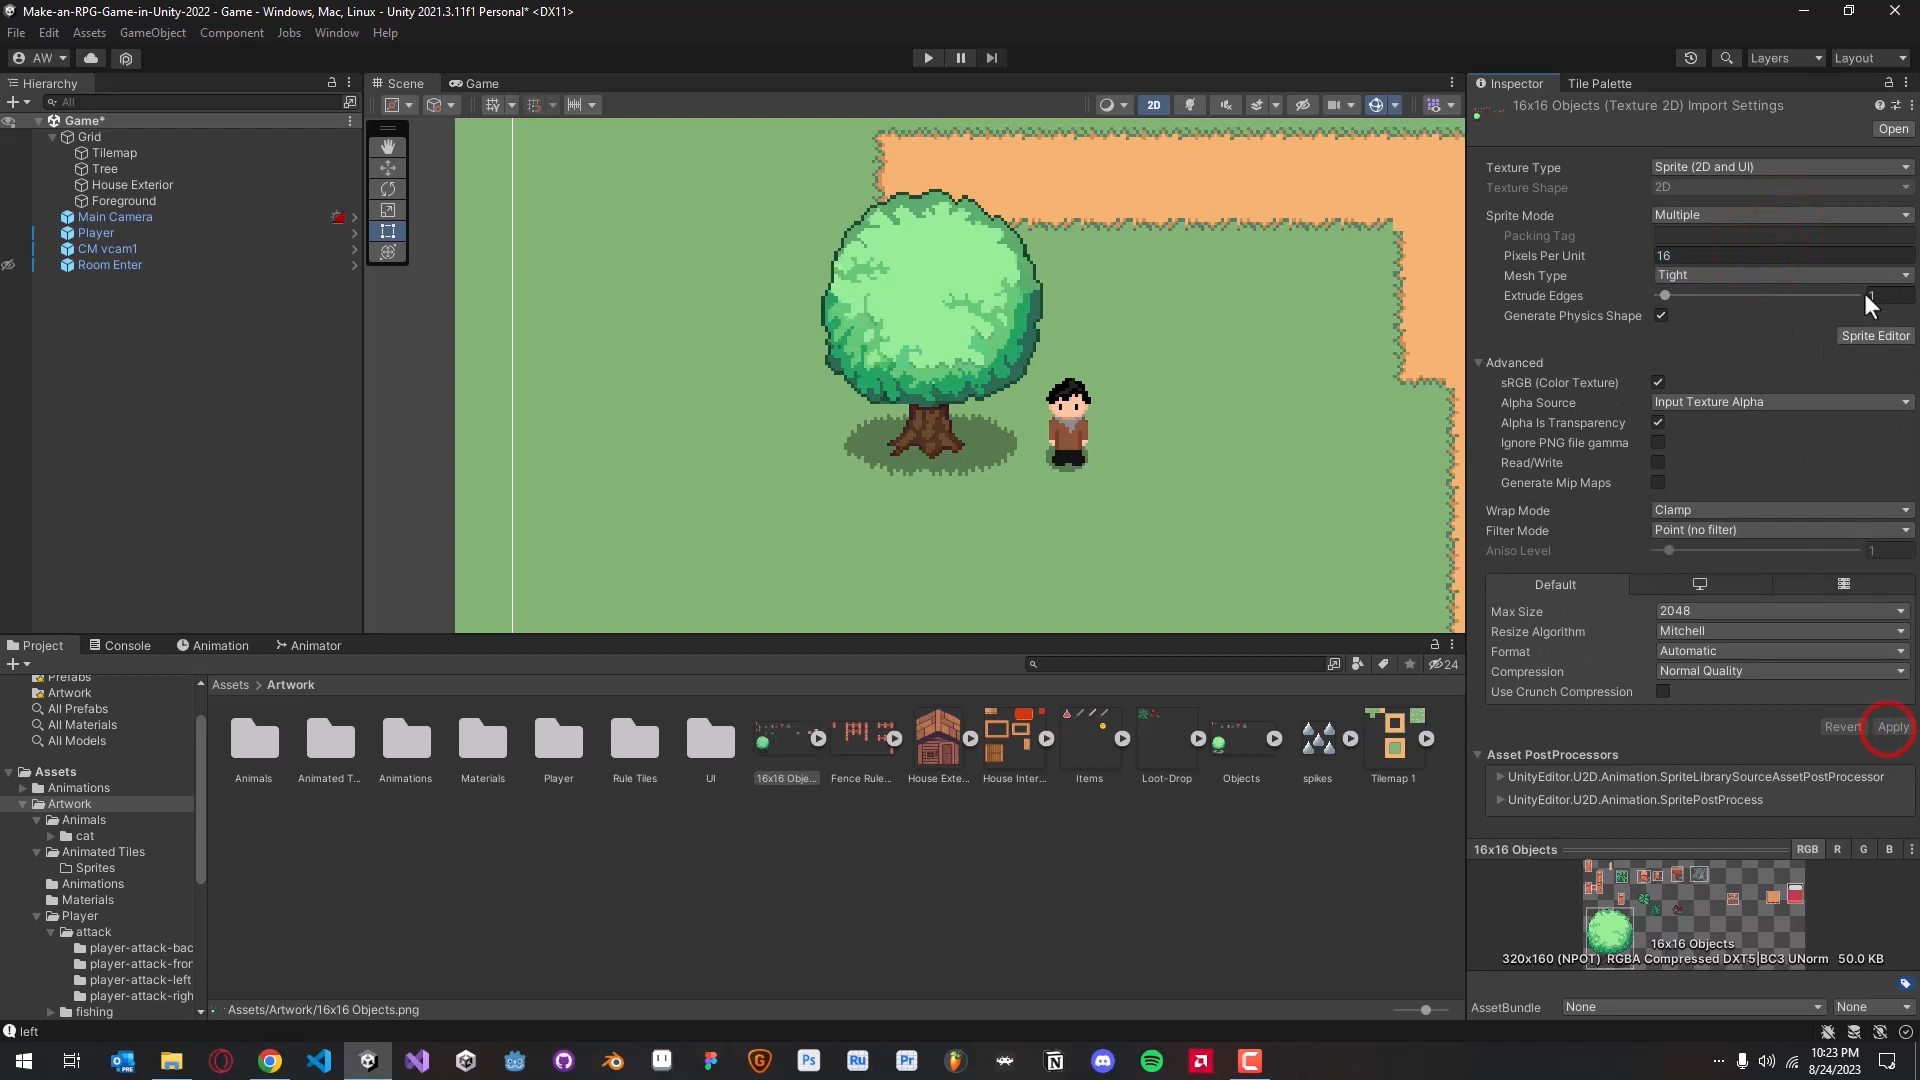 Make-an-RPG-Game-in-Unity-2022 - Game - Windows, Mac, Linux - Unity 2021.3.11f1 Personal* <DX11>
File Edit Assets GameObject Component Jobs Window Help
AW Layers Layout
Hierarchy
All
Game*
Grid
Tilemap
Tree
House Exterior
Foreground
Main Camera
Player
CM vcam1
Room Enter
Scene Game
2D
Inspector Tile Palette
16x16 Objects (Texture 2D) Import Settings
Open
Texture Type Sprite (2D and UI)
Texture Shape 2D
Sprite Mode Multiple
Packing Tag
Pixels Per Unit 16
Mesh Type Tight
Extrude Edges 1
Generate Physics Shape
Sprite Editor
Advanced
sRGB (Color Texture)
Alpha Source Input Texture Alpha
Alpha Is Transparency
Ignore PNG file gamma
Read/Write
Generate Mip Maps
Wrap Mode Clamp
Filter Mode Point (no filter)
Aniso Level 1
Default
Max Size 2048
Resize Algorithm Mitchell
Format Automatic
Compression Normal Quality
Use Crunch Compression
Revert Apply
Asset PostProcessors
UnityEditor.U2D.Animation.SpriteLibrarySourceAssetPostProcessor
UnityEditor.U2D.Animation.SpritePostProcess
16x16 Objects RGB R G B
16x16 Objects
320x160 (NPOT) RGBA Compressed DXT5|BC3 UNorm 50.0 KB
AssetBundle None None
Project Console Animation Animator
24
Prefabs
Artwork
All Prefabs
All Materials
All Models
Assets
Animations
Artwork
Animals
cat
Animated Tiles
Sprites
Animations
Materials
Player
attack
player-attack-bac
player-attack-fror
player-attack-left
player-attack-righ
fishing
Assets > Artwork
Animals Animated T... Animations Materials Player Rule Tiles UI 16x16 Obje... Fence Rule... House Exte... House Inter... Items Loot-Drop Objects spikes Tilemap 1
Assets/Artwork/16x16 Objects.png
left
PRE
Ps Ru Pr
10:23 PM
8/24/2023